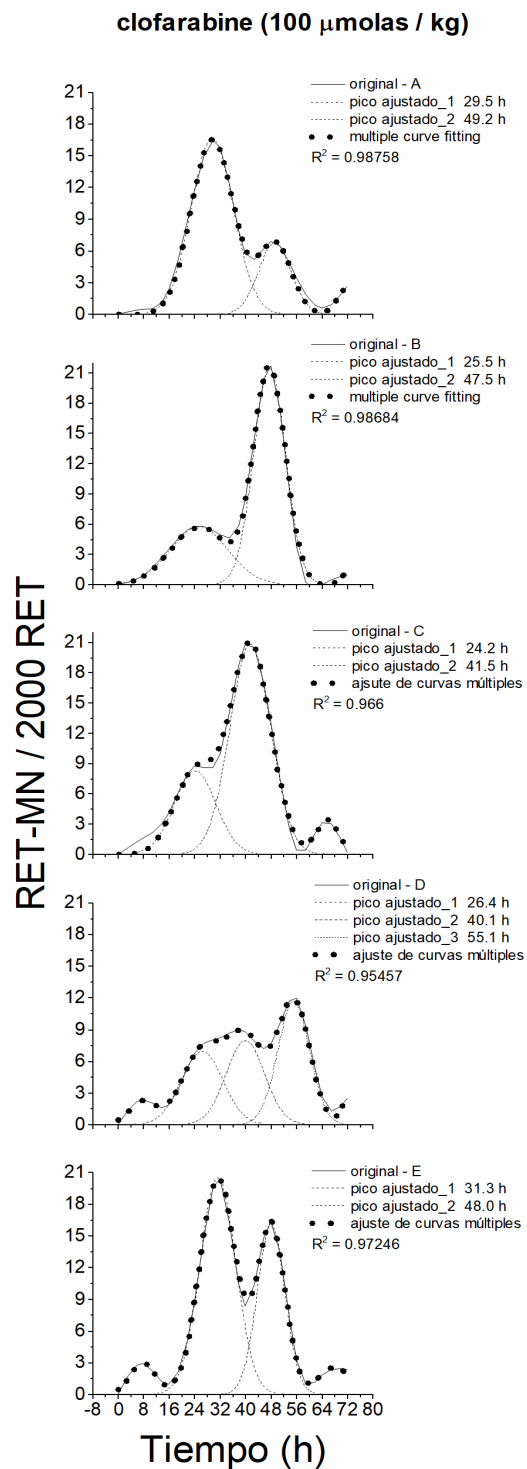 clofarabine (100 μmolas / kg)
original - A
pico ajustado_1 29.5 h
pico ajustado_2 49.2 h
multiple curve fitting
R² = 0.98758
21
18
15
12
9
6
3
0
original - B
pico ajustado_1 25.5 h
pico ajustado_2 47.5 h
multiple curve fitting
R² = 0.98684
21
18
15
12
9
6
3
0
RET-MN / 2000 RET
original - C
pico ajustado_1 24.2 h
pico ajustado_2 41.5 h
ajsute de curvas múltiples
R² = 0.966
21
18
15
12
9
6
3
0
original - D
pico ajustado_1 26.4 h
pico ajustado_2 40.1 h
pico ajustado_3 55.1 h
ajuste de curvas múltiples
R² = 0.95457
21
18
15
12
9
6
3
0
original - E
pico ajustado_1 31.3 h
pico ajustado_2 48.0 h
ajuste de curvas múltiples
R² = 0.97246
21
18
15
12
9
6
3
0
-8 0 8 16 24 32 40 48 56 64 72 80
Tiempo (h)